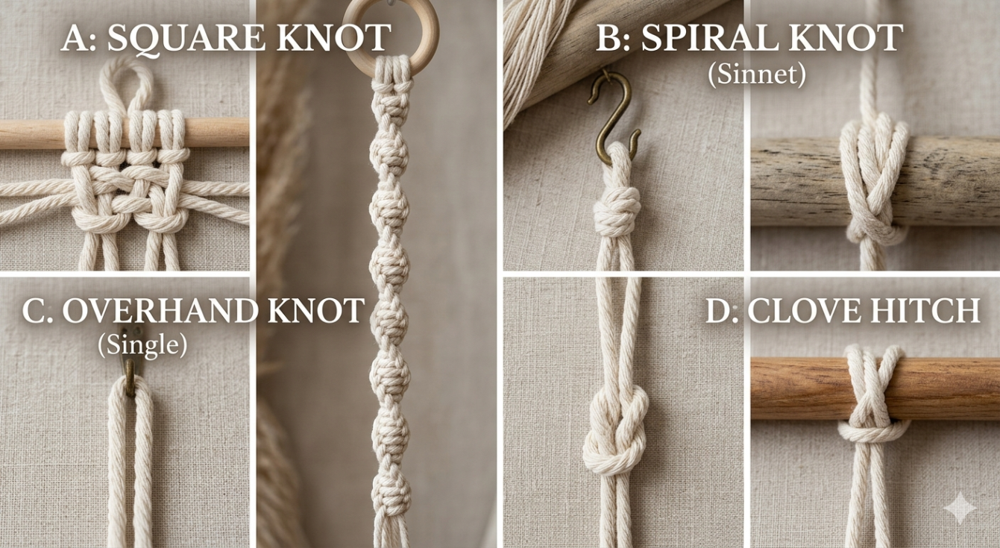 A: SQUARE KNOT
B: SPIRAL KNOT
(Sinnet)
C. OVERHAND KNOT
(Single)
D: CLOVE HITCH